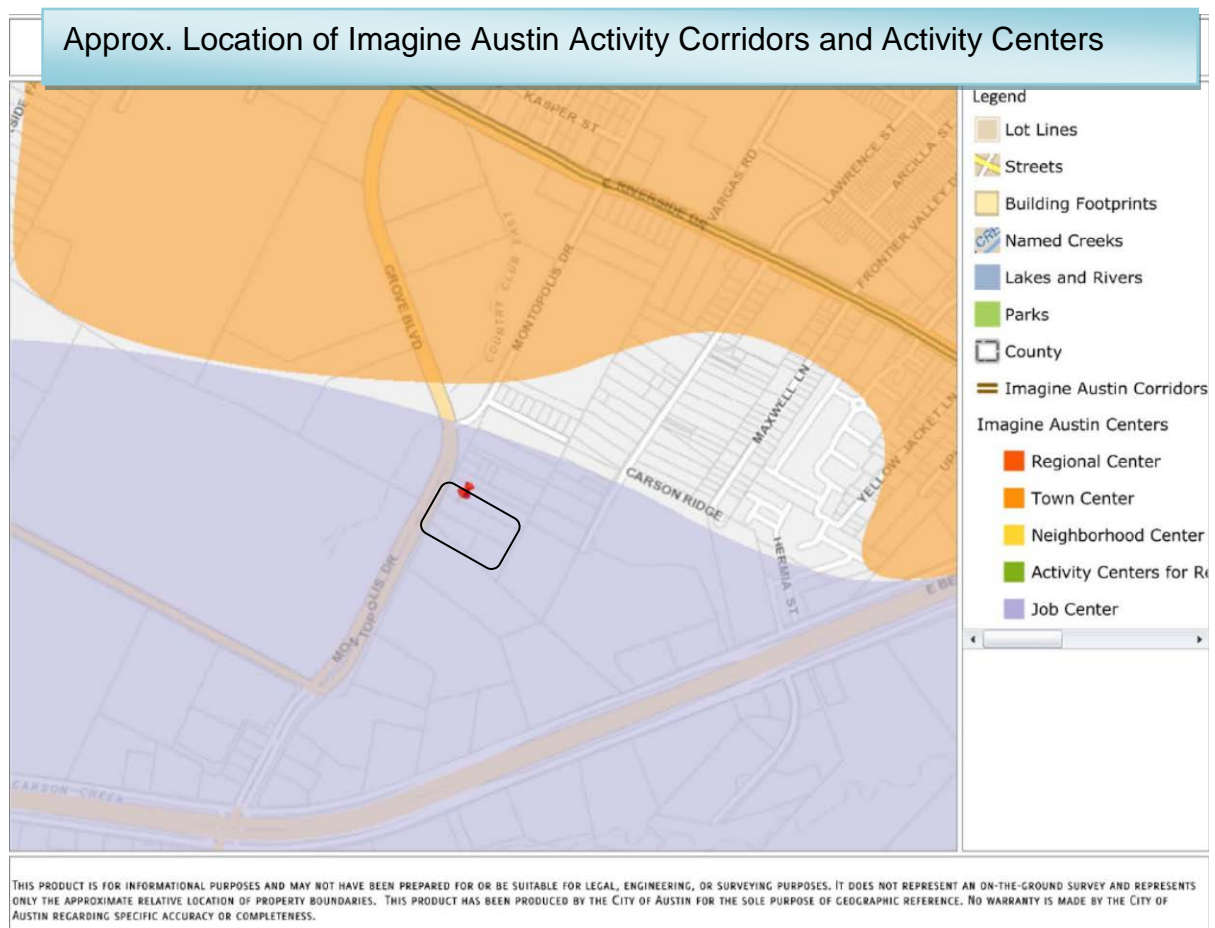 Approx. Location of Imagine Austin Activity Corridors and Activity Centers
Legend
Lot Lines
Streets
Building Footprints
CRE
Named Creeks
Lakes and Rivers
Parks
County
Imagine Austin Corridors
Imagine Austin Centers
Regional Center
Town Center
Neighborhood Center
Activity Centers for Re
Job Center
KASPER ST
E RIVERSIDE DR
VARGAS RD
LAWRENCE ST
ARCILLA ST
FRONTIER VALLEY D
GROVE BLVD
COUNTRY CLUB EAST
MONTOPOLIS DR
MAXWELL LN
YELLOW JACKET LN
CARSON RIDGE
HERMIA ST
E BE
MONTOPOLIS DR
CARSON CREEK
THIS PRODUCT IS FOR INFORMATIONAL PURPOSES AND MAY NOT HAVE BEEN PREPARED FOR OR BE SUITABLE FOR LEGAL, ENGINEERING, OR SURVEYING PURPOSES. IT DOES NOT REPRESENT AN ON-THE-GROUND SURVEY AND REPRESENTS
ONLY THE APPROXIMATE RELATIVE LOCATION OF PROPERTY BOUNDARIES. THIS PRODUCT HAS BEEN PRODUCED BY THE CITY OF AUSTIN FOR THE SOLE PURPOSE OF GEOGRAPHIC REFERENCE. NO WARRANTY IS MADE BY THE CITY OF
AUSTIN REGARDING SPECIFIC ACCURACY OR COMPLETENESS.